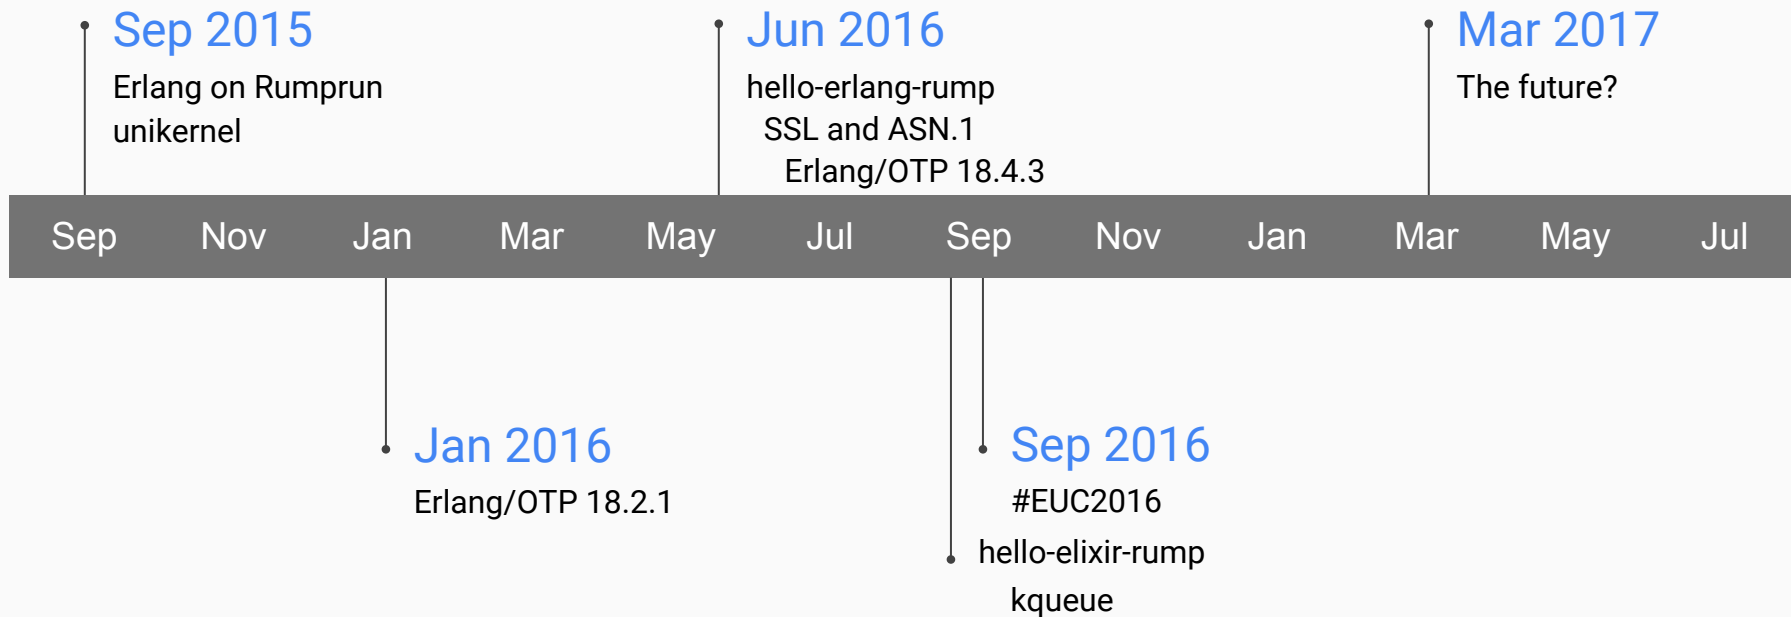 Sep 2015
Erlang on Rumprun
unikernel
Jun 2016
hello-erlang-rump
SSL and ASN.1
Erlang/OTP 18.4.3
Mar 2017
The future?
Sep Nov Jan Mar May Jul Sep Nov Jan Mar May Jul
Jan 2016
Erlang/OTP 18.2.1
Sep 2016
#EUC2016
hello-elixir-rump
kqueue